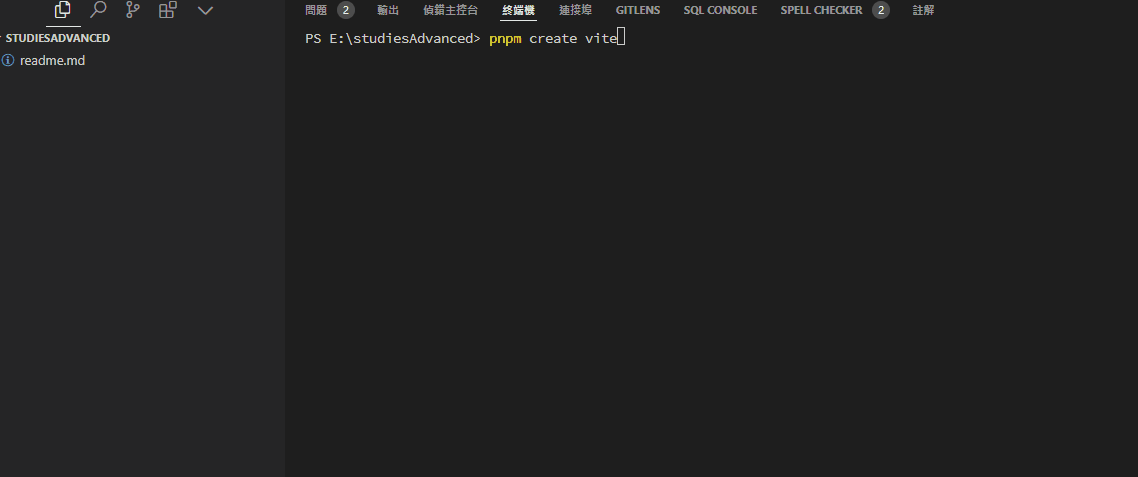 問題 2 輸出 偵錯主控台 終端機 連接埠 GITLENS SQL CONSOLE SPELL CHECKER 2 註解
STUDIESADVANCED
PS E:\studiesAdvanced> pnpm create vite
readme.md